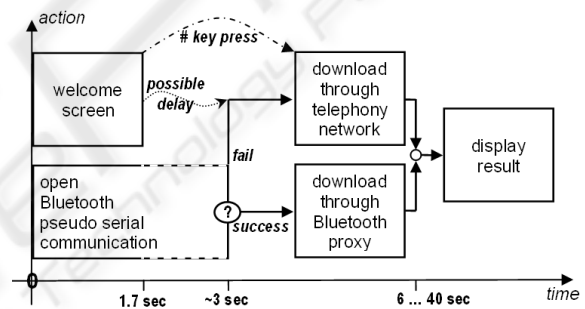 action
# key press
welcome
screen
possible
delay
download
through
telephony
network
display
result
fail
open
Bluetooth
pseudo serial
communication
?
success
download
through
Bluetooth
proxy
0
1.7 sec
~3 sec
6 ... 40 sec
time